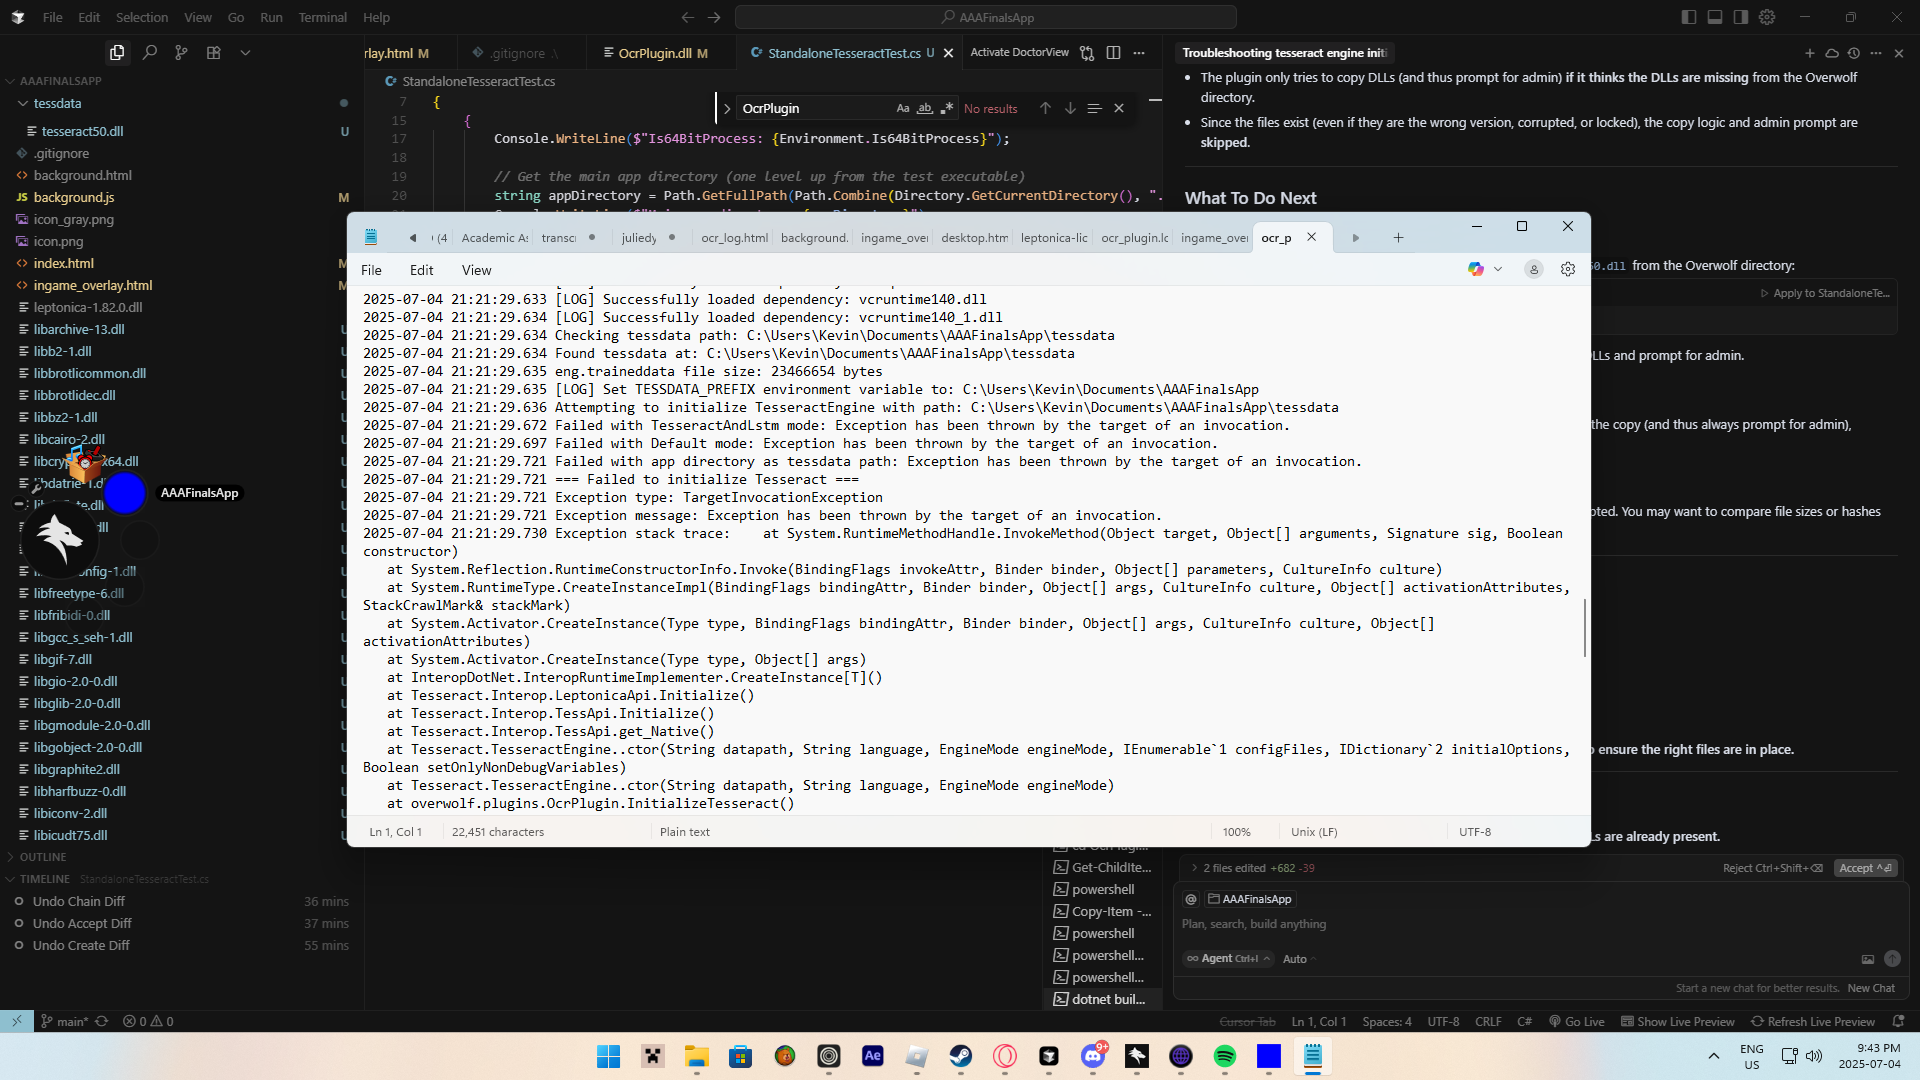 File Edit Selection View Go Run Terminal Help
AAAFinalsApp
AAAFINALSAPP
tessdata
tesseract50.dll U
.gitignore
background.html
background.js M
icon_gray.png
icon.png
index.html M
ingame_overlay.html M
leptonica-1.82.0.dll
libarchive-13.dll
libb2-1.dll
libbrotlicommon.dll
libbrotlidec.dll
libbz2-1.dll
libcairo-2.dll
AAAFinalsApp
libfreetype-6.dll
libfribidi-0.dll
libgcc_s_seh-1.dll
libgif-7.dll
libgio-2.0-0.dll
libglib-2.0-0.dll
libgmodule-2.0-0.dll
libgobject-2.0-0.dll
libgraphite2.dll
libharfbuzz-0.dll
libiconv-2.dll
libicudt75.dll
OUTLINE
TIMELINE StandaloneTesseractTest.cs
Undo Chain Diff 36 mins
Undo Accept Diff 37 mins
Undo Create Diff 55 mins
rlay.html M .gitignore OcrPlugin.dll M StandaloneTesseractTest.cs U Activate DoctorView
StandaloneTesseractTest.cs
OcrPlugin Aa ab No results
7 {
15 {
17 Console.WriteLine($"Is64BitProcess: {Environment.Is64BitProcess}");
18
19 // Get the main app directory (one level up from the test executable)
20 string appDirectory = Path.GetFullPath(Path.Combine(Directory.GetCurrentDirectory(), "..
Academic As transcr juliedy ocr_log.html background. ingame_over desktop.htm leptonica-lic ocr_plugin.lo ingame_over ocr_p
File Edit View
2025-07-04 21:21:29.633 [LOG] Successfully loaded dependency: vcruntime140.dll
2025-07-04 21:21:29.634 [LOG] Successfully loaded dependency: vcruntime140_1.dll
2025-07-04 21:21:29.634 Checking tessdata path: C:\Users\Kevin\Documents\AAAFinalsApp\tessdata
2025-07-04 21:21:29.634 Found tessdata at: C:\Users\Kevin\Documents\AAAFinalsApp\tessdata
2025-07-04 21:21:29.635 eng.traineddata file size: 23466654 bytes
2025-07-04 21:21:29.635 [LOG] Set TESSDATA_PREFIX environment variable to: C:\Users\Kevin\Documents\AAAFinalsApp
2025-07-04 21:21:29.636 Attempting to initialize TesseractEngine with path: C:\Users\Kevin\Documents\AAAFinalsApp\tessdata
2025-07-04 21:21:29.672 Failed with TesseractAndLstm mode: Exception has been thrown by the target of an invocation.
2025-07-04 21:21:29.697 Failed with Default mode: Exception has been thrown by the target of an invocation.
2025-07-04 21:21:29.721 Failed with app directory as tessdata path: Exception has been thrown by the target of an invocation.
2025-07-04 21:21:29.721 === Failed to initialize Tesseract ===
2025-07-04 21:21:29.721 Exception type: TargetInvocationException
2025-07-04 21:21:29.721 Exception message: Exception has been thrown by the target of an invocation.
2025-07-04 21:21:29.730 Exception stack trace:    at System.RuntimeMethodHandle.InvokeMethod(Object target, Object[] arguments, Signature sig, Boolean
constructor)
at System.Reflection.RuntimeConstructorInfo.Invoke(BindingFlags invokeAttr, Binder binder, Object[] parameters, CultureInfo culture)
at System.RuntimeType.CreateInstanceImpl(BindingFlags bindingAttr, Binder binder, Object[] args, CultureInfo culture, Object[] activationAttributes,
StackCrawlMark& stackMark)
at System.Activator.CreateInstance(Type type, BindingFlags bindingAttr, Binder binder, Object[] args, CultureInfo culture, Object[]
activationAttributes)
at System.Activator.CreateInstance(Type type, Object[] args)
at InteropDotNet.InteropRuntimeImplementer.CreateInstance[T]()
at Tesseract.Interop.LeptonicaApi.Initialize()
at Tesseract.Interop.TessApi.Initialize()
at Tesseract.Interop.TessApi.get_Native()
at Tesseract.TesseractEngine..ctor(String datapath, String language, EngineMode engineMode, IEnumerable`1 configFiles, IDictionary`2 initialOptions,
Boolean setOnlyNonDebugVariables)
at Tesseract.TesseractEngine..ctor(String datapath, String language, EngineMode engineMode)
at overwolf.plugins.OcrPlugin.InitializeTesseract()
Ln 1, Col 1 22,451 characters Plain text 100% Unix (LF) UTF-8
Get-ChildIte...
powershell
Copy-Item -...
powershell
powershell...
powershell...
dotnet buil...
Troubleshooting tesseract engine initi
The plugin only tries to copy DLLs (and thus prompt for admin) if it thinks the DLLs are missing from the Overwolf
directory.
Since the files exist (even if they are the wrong version, corrupted, or locked), the copy logic and admin prompt are
skipped.
What To Do Next
50.dll from the Overwolf directory:
Apply to StandaloneTe...
LLs and prompt for admin.
the copy (and thus always prompt for admin),
pted. You may want to compare file sizes or hashes
o ensure the right files are in place.
Ls are already present.
2 files edited +682 -39 Reject Ctrl+Shift+⌫ Accept ^⏎
@ AAAFinalsApp
Plan, search, build anything
Agent Ctrl+I Auto
Start a new chat for better results. New Chat
main* 0 0 Cursor Tab Ln 1, Col 1 Spaces: 4 UTF-8 CRLF C# Go Live Show Live Preview Refresh Live Preview
Ae 9+
ENG
US
9:43 PM
2025-07-04